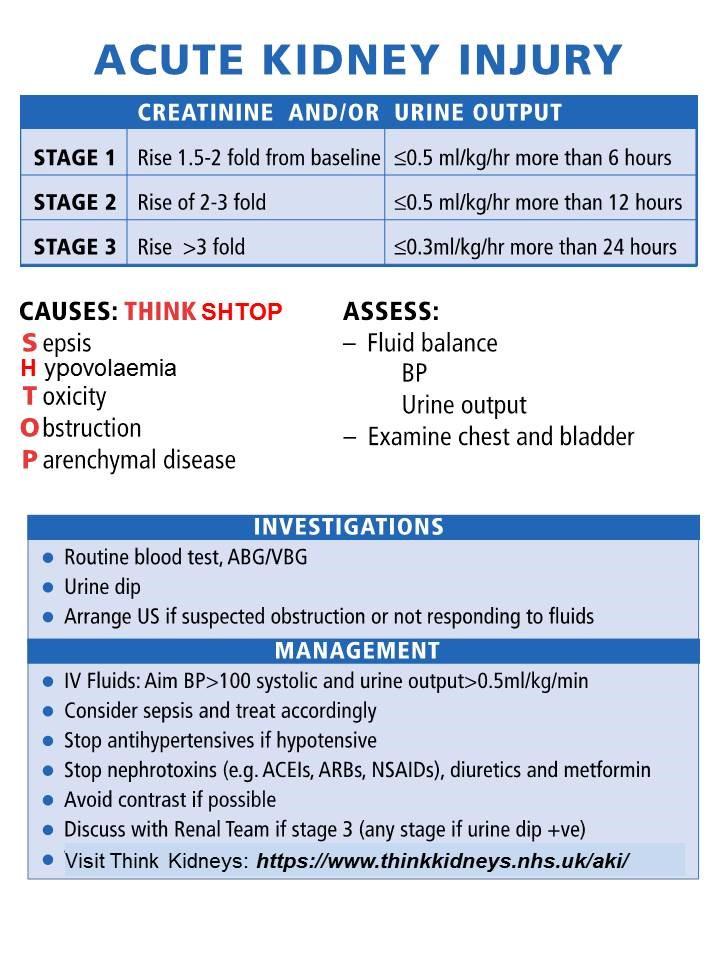 ACUTE KIDNEY INJURY
CREATININE AND/OR URINE OUTPUT
STAGE 1 Rise 1.5-2 fold from baseline ≤0.5 ml/kg/hr more than 6 hours
STAGE 2 Rise of 2-3 fold ≤0.5 ml/kg/hr more than 12 hours
STAGE 3 Rise >3 fold ≤0.3ml/kg/hr more than 24 hours
CAUSES: THINK SHTOP
Sepsis
Hypovolaemia
Toxicity
Obstruction
Parenchymal disease
ASSESS:
– Fluid balance
BP
Urine output
– Examine chest and bladder
INVESTIGATIONS
• Routine blood test, ABG/VBG
• Urine dip
• Arrange US if suspected obstruction or not responding to fluids
MANAGEMENT
• IV Fluids: Aim BP>100 systolic and urine output>0.5ml/kg/min
• Consider sepsis and treat accordingly
• Stop antihypertensives if hypotensive
• Stop nephrotoxins (e.g. ACEIs, ARBs, NSAIDs), diuretics and metformin
• Avoid contrast if possible
• Discuss with Renal Team if stage 3 (any stage if urine dip +ve)
• Visit Think Kidneys: https://www.thinkkidneys.nhs.uk/aki/